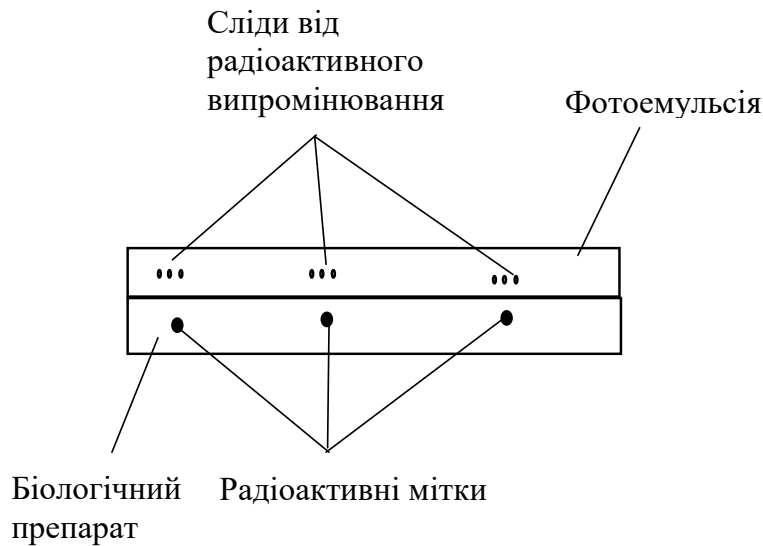 Сліди від
радіоактивного
випромінювання
Фотоемульсія
Біологічний
препарат
Радіоактивні мітки